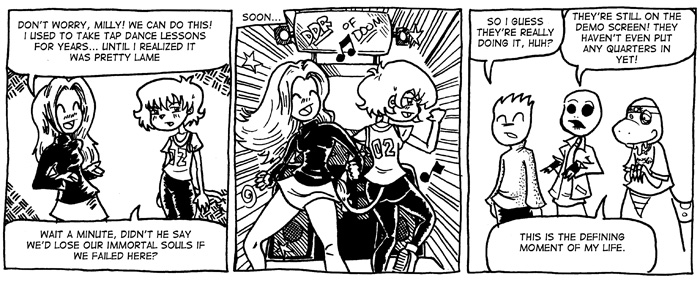 DON'T WORRY, MILLY! WE CAN DO THIS!
I USED TO TAKE TAP DANCE LESSONS
FOR YEARS... UNTIL I REALIZED IT
WAS PRETTY LAME
02
WAIT A MINUTE, DIDN'T HE SAY
WE'D LOSE OUR IMMORTAL SOULS IF
WE FAILED HERE?
SOON...
DDR
OF
DOOM
02
SO I GUESS
THEY'RE REALLY
DOING IT, HUH?
THEY'RE STILL ON THE
DEMO SCREEN! THEY
HAVEN'T EVEN PUT
ANY QUARTERS IN
YET!
THIS IS THE DEFINING
MOMENT OF MY LIFE.